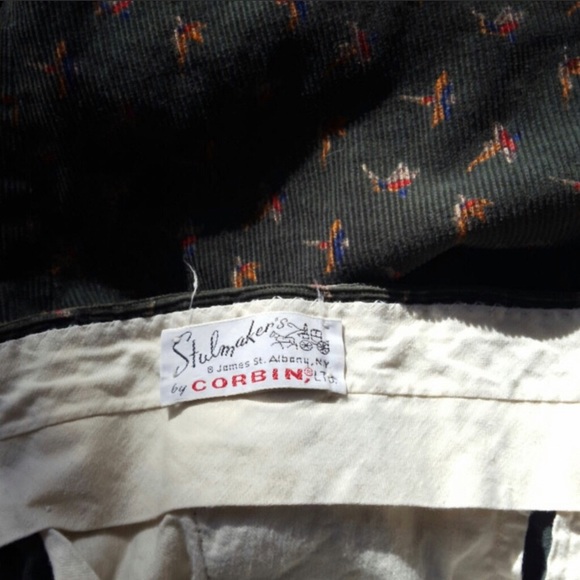 Stulmaker's
8 James St. Albany, NY
by CORBIN,® LTD.